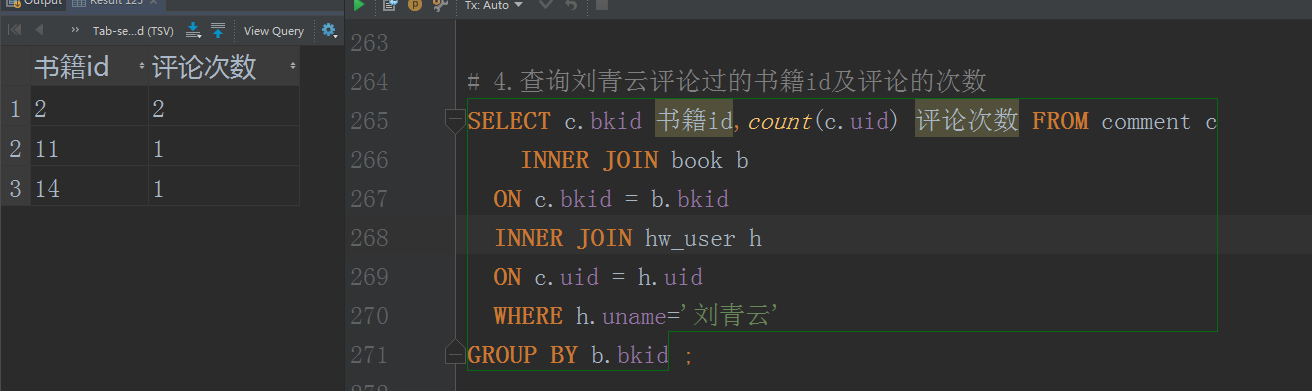 Output
Result 123
Tx: Auto
Tab-se...d (TSV)
View Query
书籍id
评论次数
1 2 2
2 11 1
3 14 1
263
264 # 4.查询刘青云评论过的书籍id及评论的次数
265 SELECT c.bkid 书籍id,count(c.uid) 评论次数 FROM comment c
266 INNER JOIN book b
267 ON c.bkid = b.bkid
268 INNER JOIN hw_user h
269 ON c.uid = h.uid
270 WHERE h.uname='刘青云'
271 GROUP BY b.bkid ;